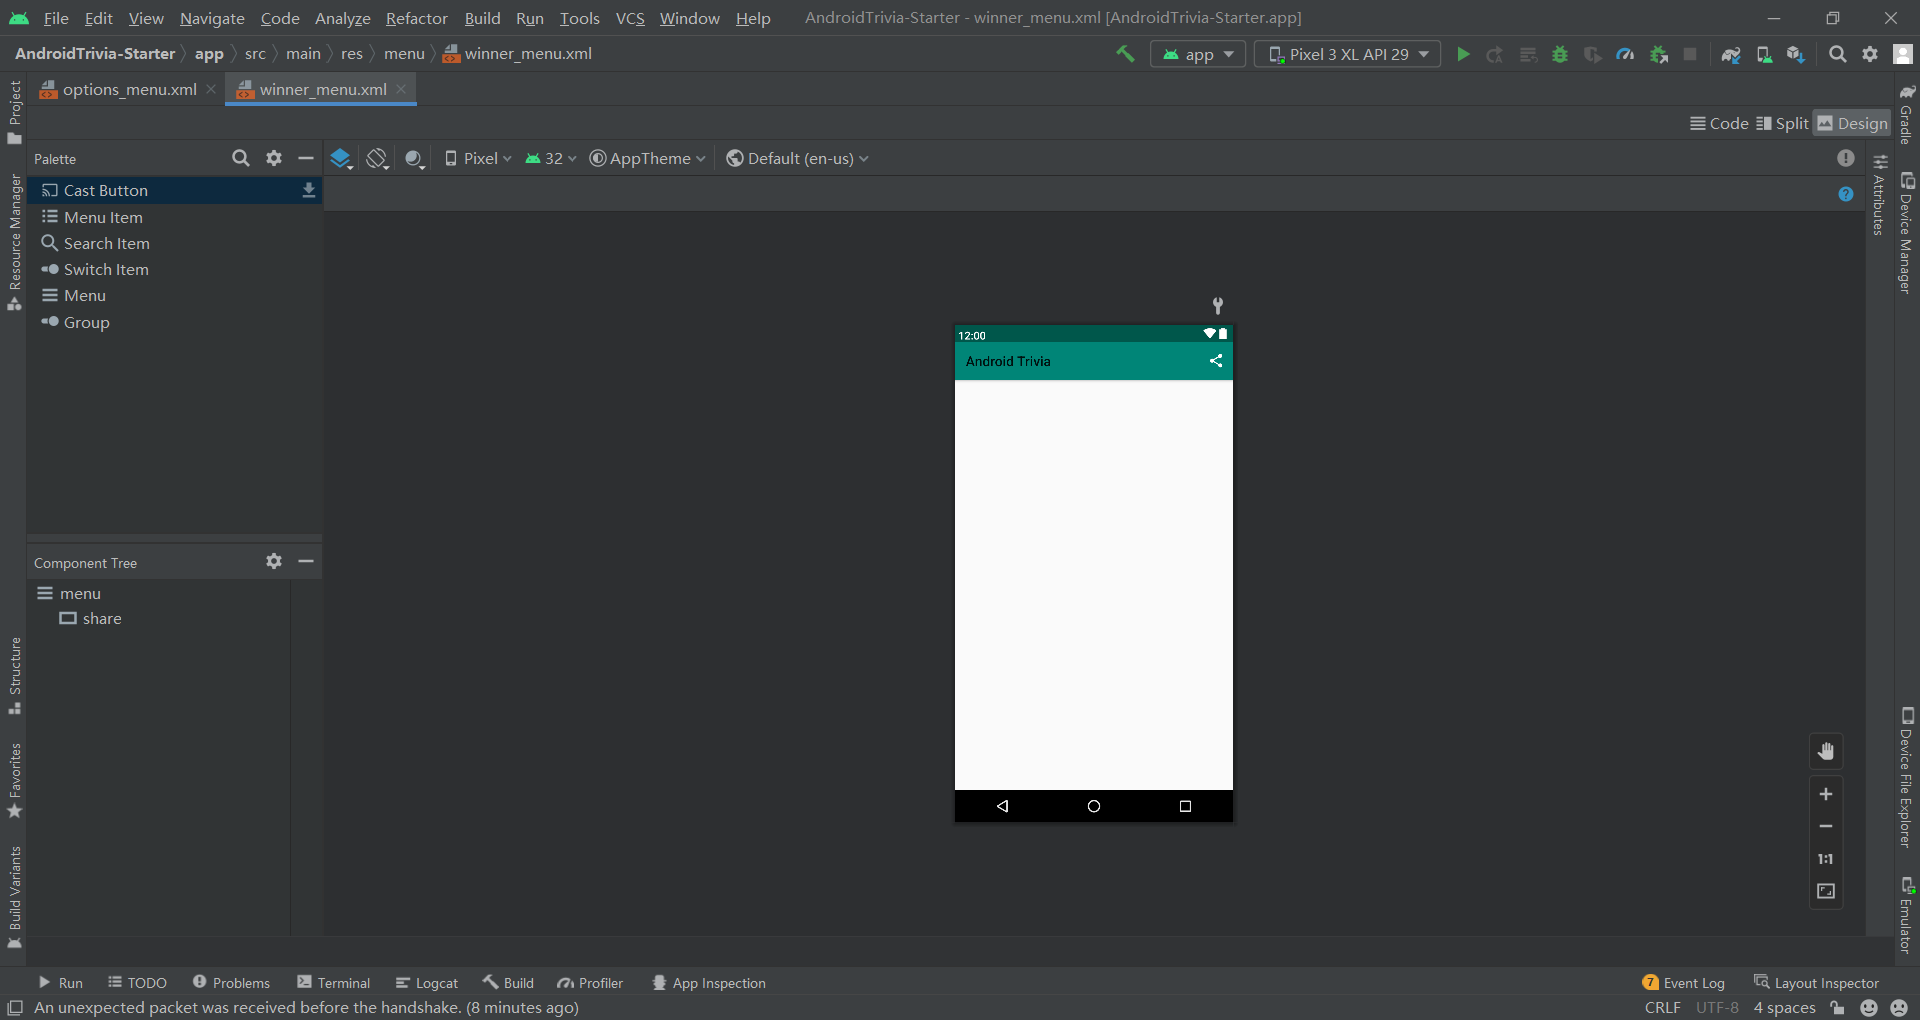 File Edit View Navigate Code Analyze Refactor Build Run Tools VCS Window Help AndroidTrivia-Starter - winner_menu.xml [AndroidTrivia-Starter.app]
AndroidTrivia-Starter app src main res menu winner_menu.xml app Pixel 3 XL API 29
options_menu.xml winner_menu.xml
Code Split Design
Palette Pixel 32 AppTheme Default (en-us)
Cast Button
Menu Item
Search Item
Switch Item
Menu
Group
12:00
Android Trivia
Component Tree
menu
share
1:1
Project
Resource Manager
Structure
Favorites
Build Variants
Attributes
Gradle
Device Manager
Device File Explorer
Emulator
Run TODO Problems Terminal Logcat Build Profiler App Inspection 7 Event Log Layout Inspector
An unexpected packet was received before the handshake. (8 minutes ago) CRLF UTF-8 4 spaces